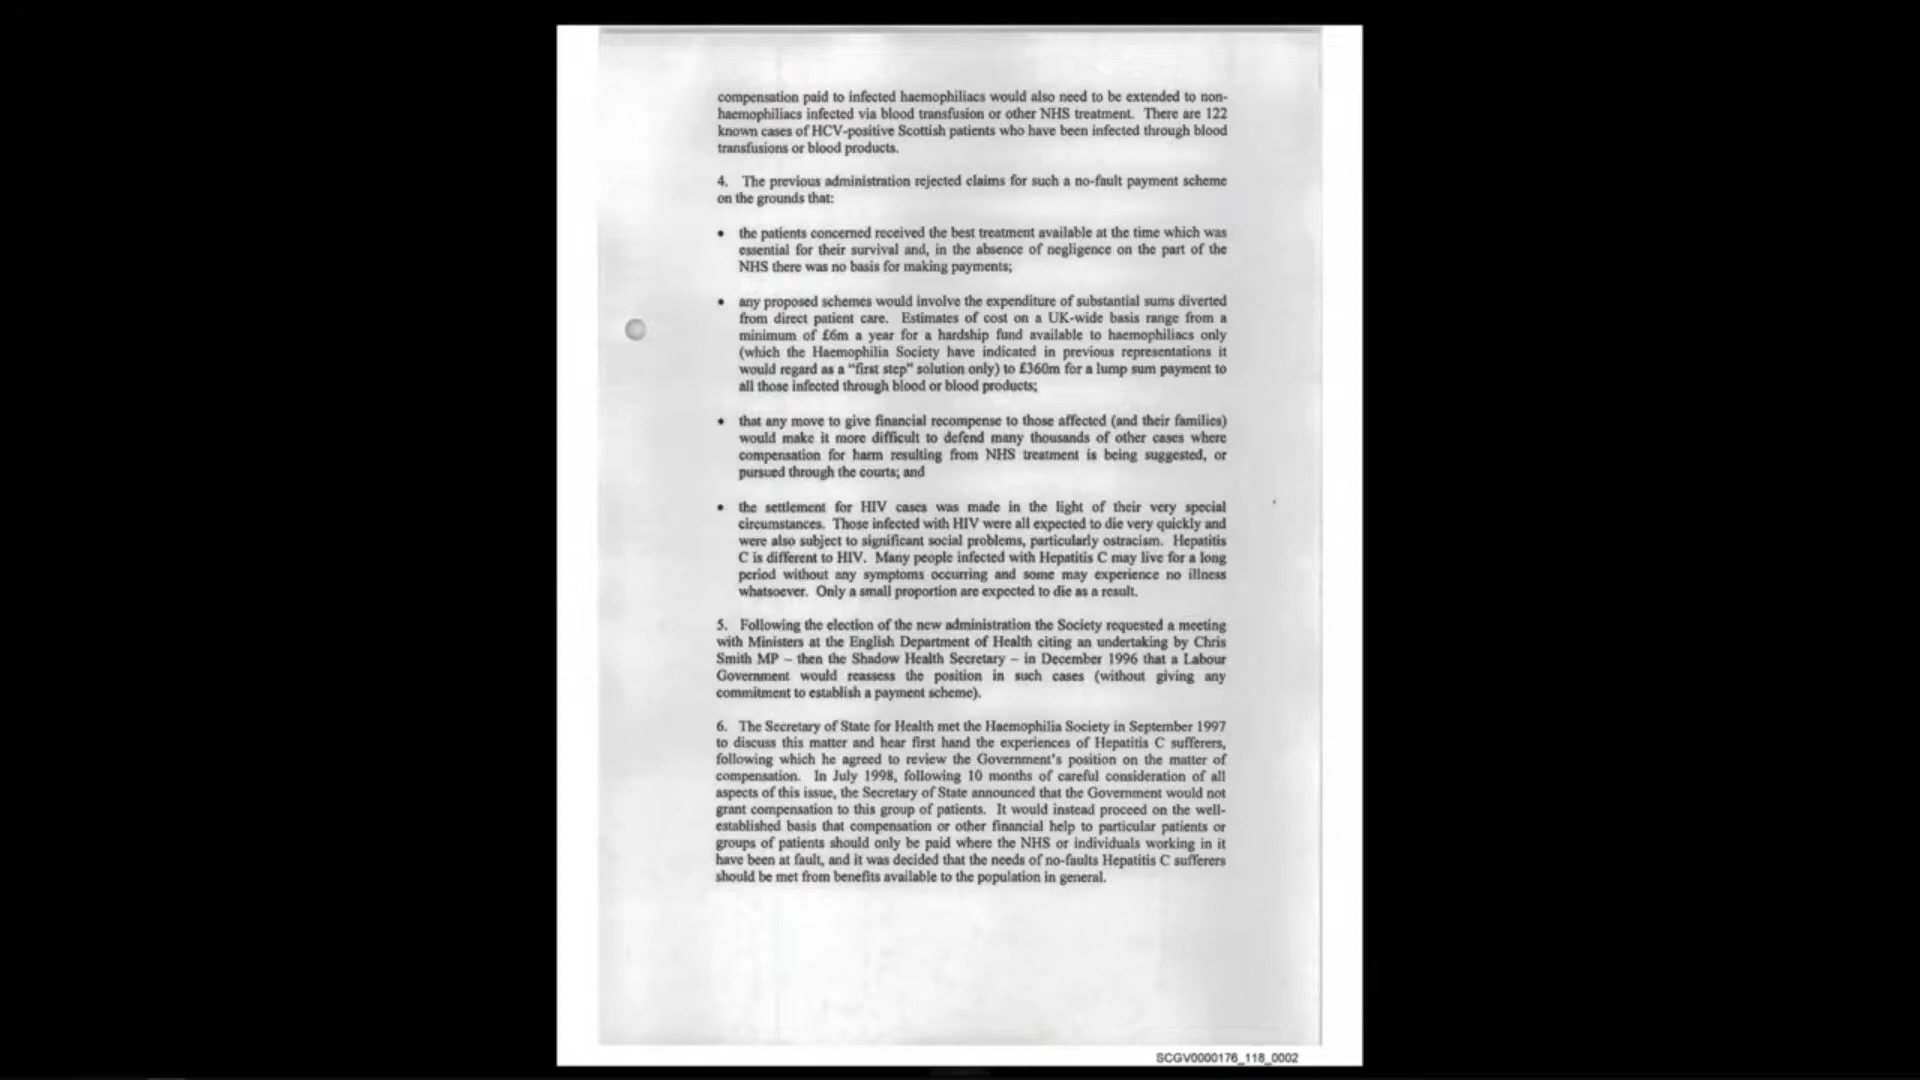 compensation paid to infected haemophiliacs would also need to be extended to non-
haemophiliacs infected via blood transfusion or other NHS treatment. There are 122
known cases of HCV-positive Scottish patients who have been infected through blood
transfusions or blood products.
4. The previous administration rejected claims for such a no-fault payment scheme
on the grounds that:
• the patients concerned received the best treatment available at the time which was
essential for their survival and, in the absence of negligence on the part of the
NHS there was no basis for making payments;
• any proposed schemes would involve the expenditure of substantial sums diverted
from direct patient care. Estimates of cost on a UK-wide basis range from a
minimum of £6m a year for a hardship fund available to haemophiliacs only
(which the Haemophilia Society have indicated in previous representations it
would regard as a "first step" solution only) to £360m for a lump sum payment to
all those infected through blood or blood products;
• that any move to give financial recompense to those affected (and their families)
would make it more difficult to defend many thousands of other cases where
compensation for harm resulting from NHS treatment is being suggested, or
pursued through the courts; and
• the settlement for HIV cases was made in the light of their very special
circumstances. Those infected with HIV were all expected to die very quickly and
were also subject to significant social problems, particularly ostracism. Hepatitis
C is different to HIV. Many people infected with Hepatitis C may live for a long
period without any symptoms occurring and some may experience no illness
whatsoever. Only a small proportion are expected to die as a result.
5. Following the election of the new administration the Society requested a meeting
with Ministers at the English Department of Health citing an undertaking by Chris
Smith MP – then the Shadow Health Secretary – in December 1996 that a Labour
Government would reassess the position in such cases (without giving any
commitment to establish a payment scheme).
6. The Secretary of State for Health met the Haemophilia Society in September 1997
to discuss this matter and hear first hand the experiences of Hepatitis C sufferers,
following which he agreed to review the Government's position on the matter of
compensation. In July 1998, following 10 months of careful consideration of all
aspects of this issue, the Secretary of State announced that the Government would not
grant compensation to this group of patients. It would instead proceed on the well-
established basis that compensation or other financial help to particular patients or
groups of patients should only be paid where the NHS or individuals working in it
have been at fault, and it was decided that the needs of no-faults Hepatitis C sufferers
should be met from benefits available to the population in general.
SCGV0000176_118_0002